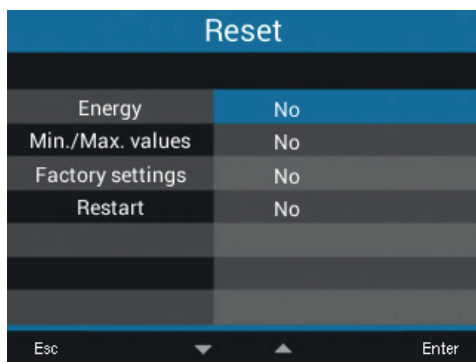 Reset
Energy No
Min./Max. values No
Factory settings No
Restart No
Esc Enter